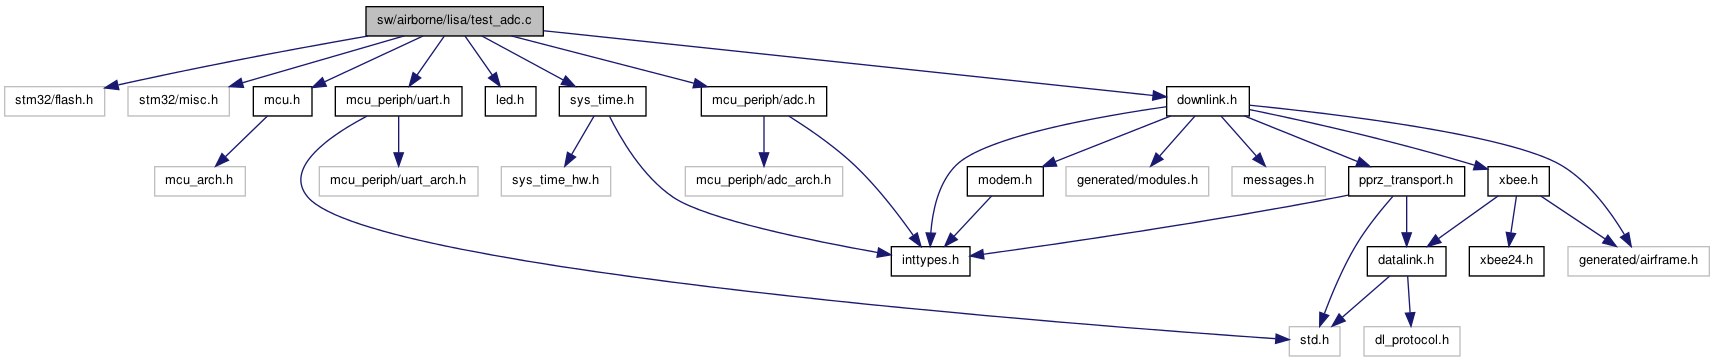 sw/airborne/lisa/test_adc.c
stm32/flash.h
stm32/misc.h
mcu.h
mcu_periph/uart.h
led.h
sys_time.h
mcu_periph/adc.h
downlink.h
mcu_arch.h
mcu_periph/uart_arch.h
sys_time_hw.h
mcu_periph/adc_arch.h
modem.h
generated/modules.h
messages.h
pprz_transport.h
xbee.h
inttypes.h
datalink.h
xbee24.h
generated/airframe.h
std.h
dl_protocol.h